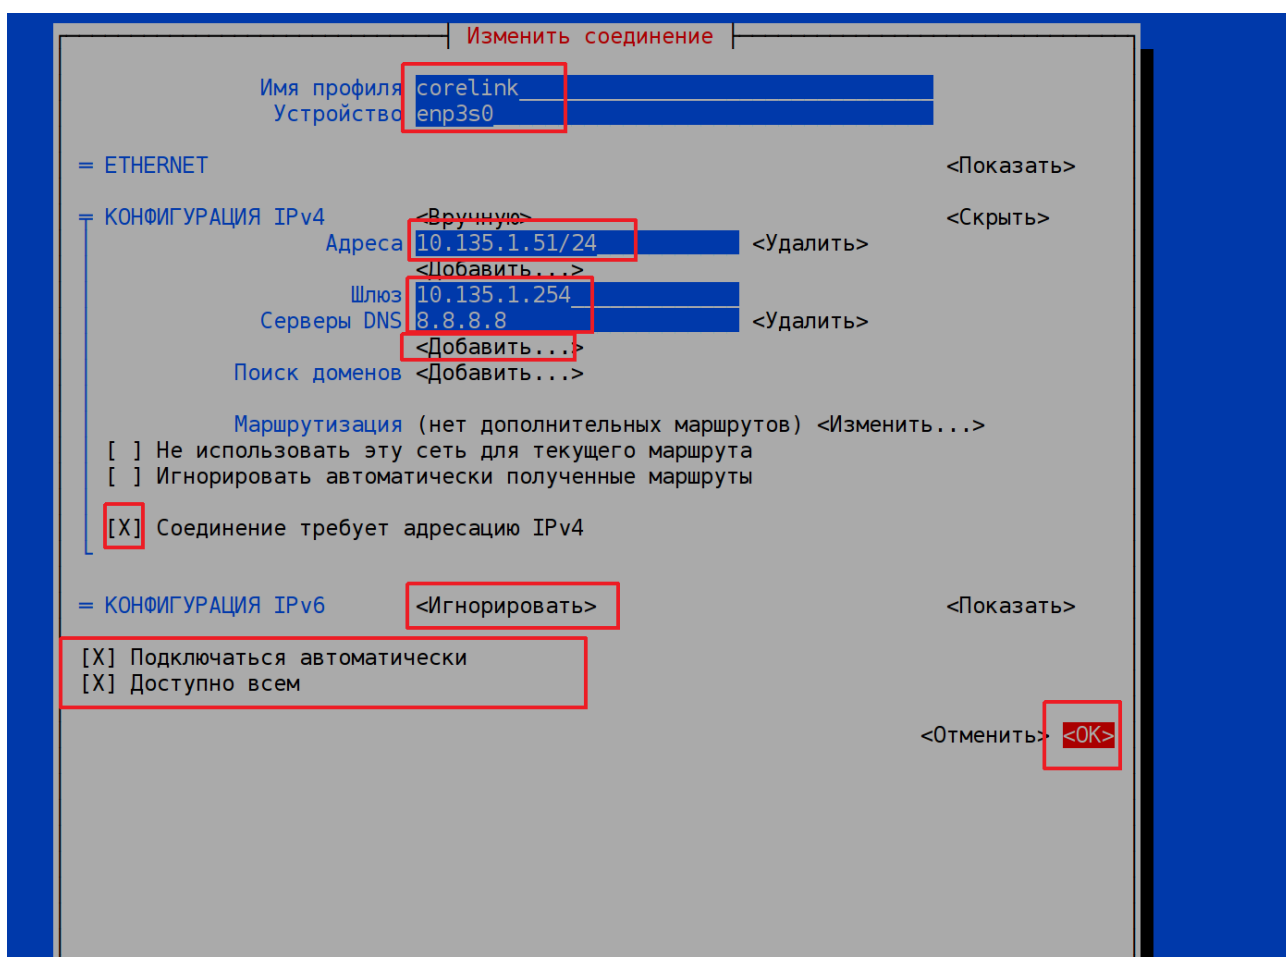 Изменить соединение
Имя профиля corelink
Устройство enp3s0
= ETHERNET <Показать>
КОНФИГУРАЦИЯ IPv4 <Вручную> <Скрыть>
Адреса 10.135.1.51/24 <Удалить>
<Добавить...>
Шлюз 10.135.1.254
Серверы DNS 8.8.8.8 <Удалить>
<Добавить...>
Поиск доменов <Добавить...>
Маршрутизация (нет дополнительных маршрутов) <Изменить...>
[ ] Не использовать эту сеть для текущего маршрута
[ ] Игнорировать автоматически полученные маршруты
[X] Соединение требует адресацию IPv4
= КОНФИГУРАЦИЯ IPv6 <Игнорировать> <Показать>
[X] Подключаться автоматически
[X] Доступно всем
<Отменить> <OK>